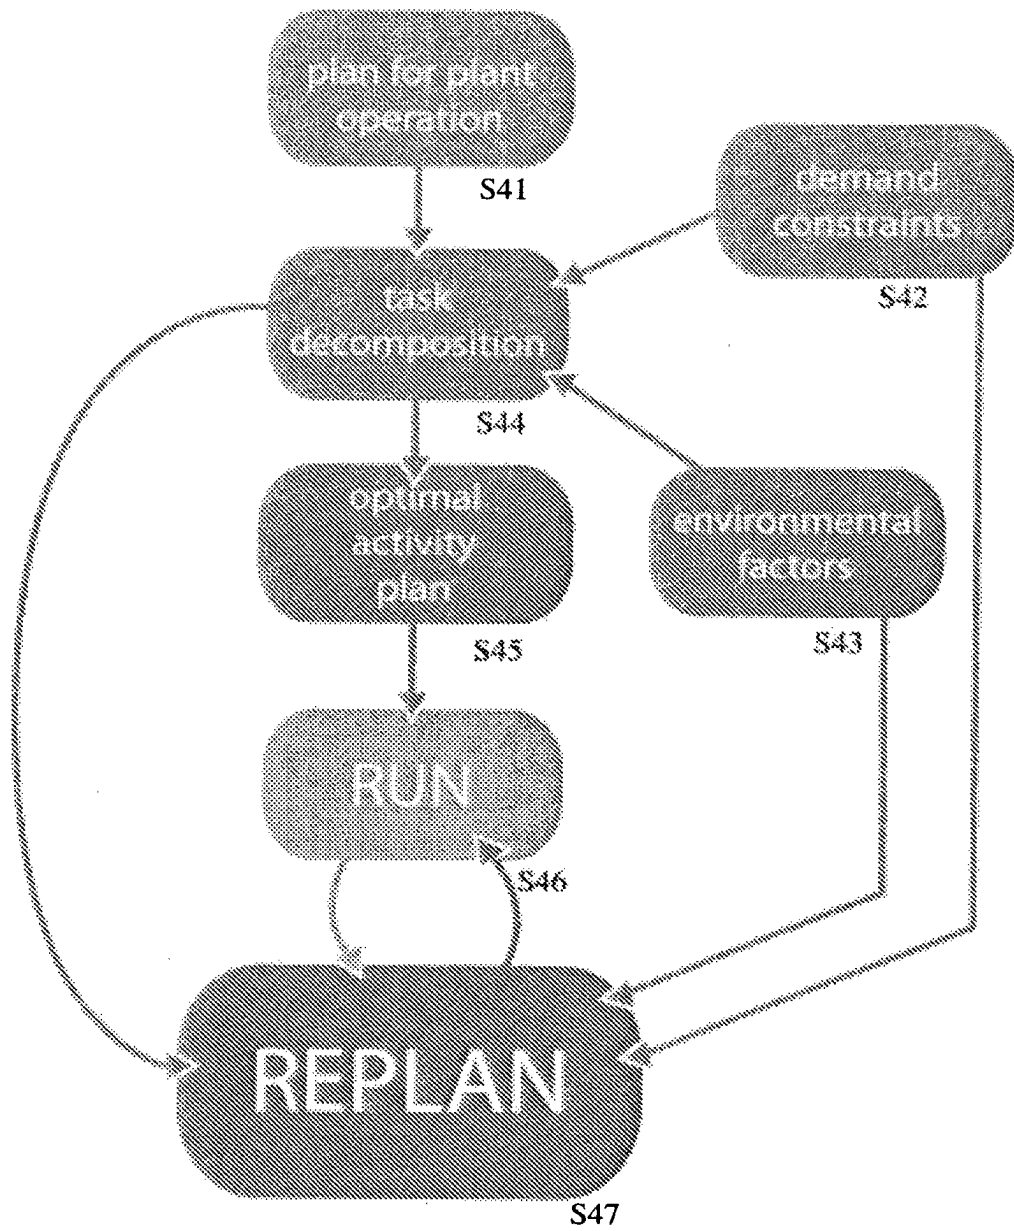 plan for plant
operation
S41
demand
constraints
S42
task
decomposition
S44
optimal
activity
plan
S45
environmental
factors
S43
RUN
S46
REPLAN
S47